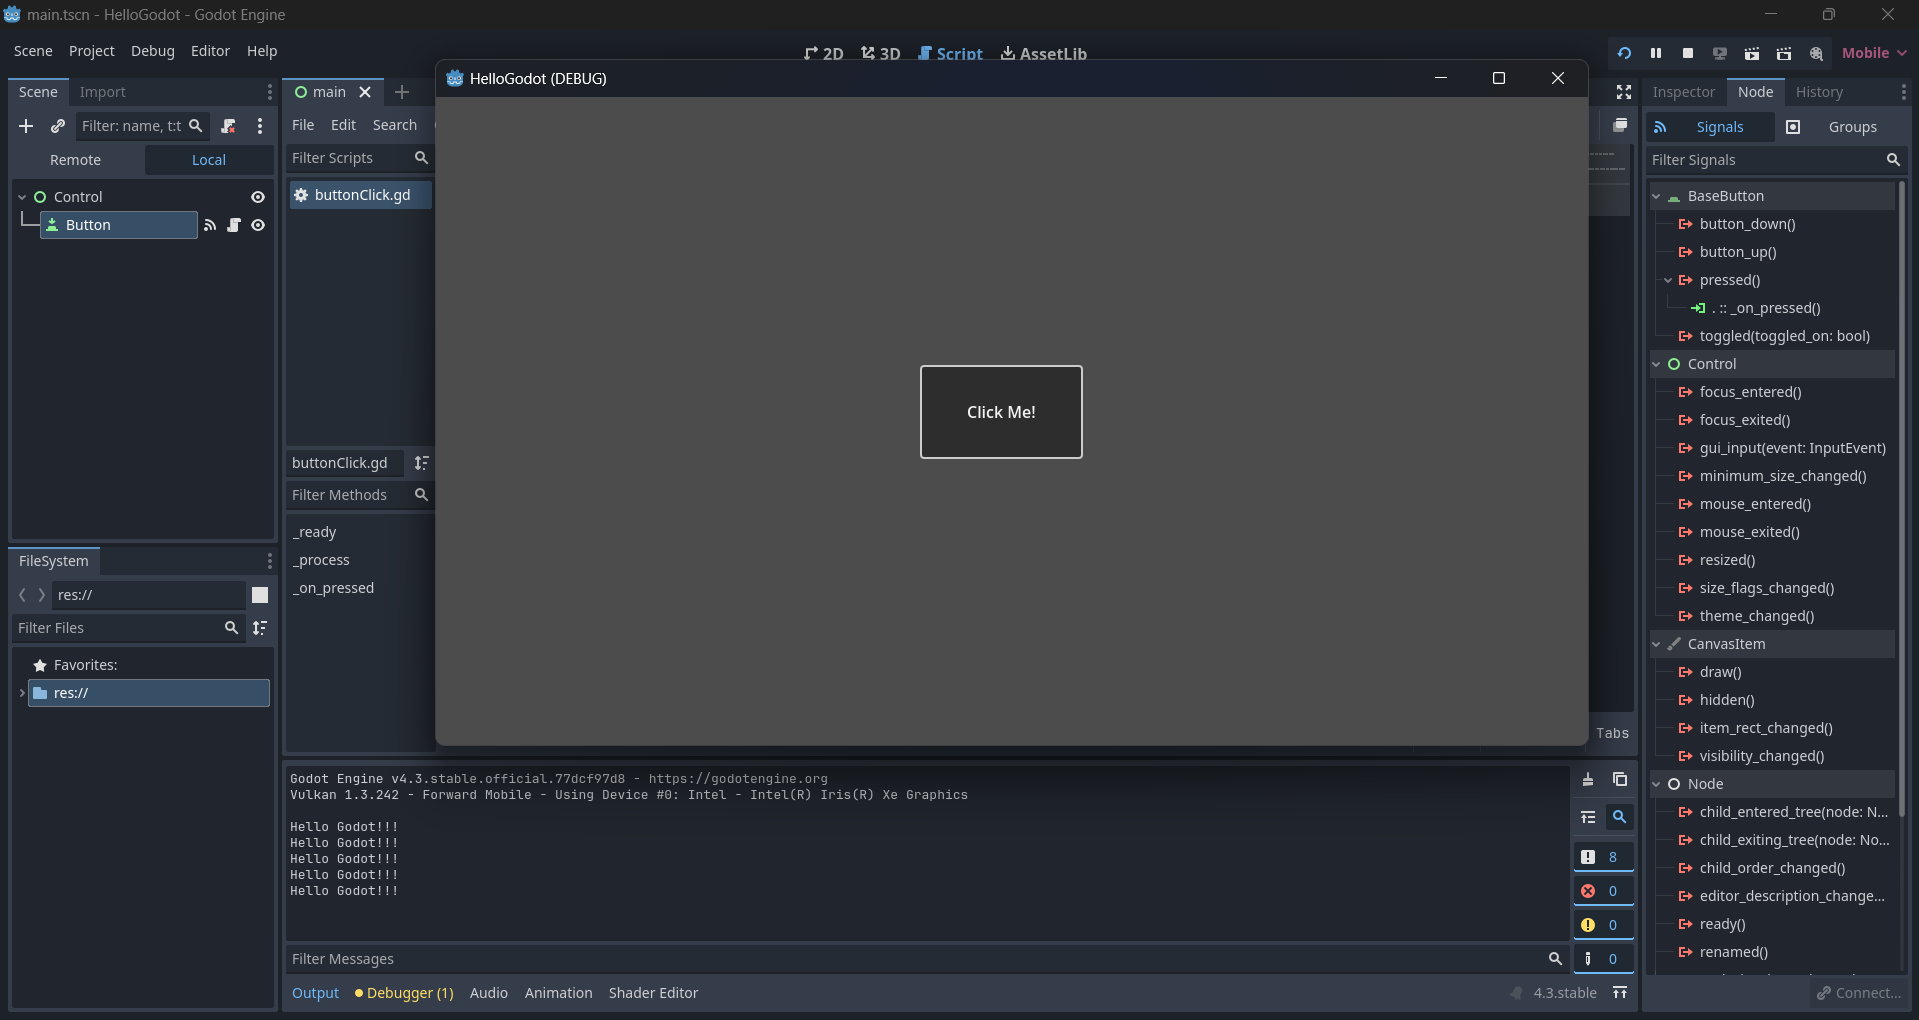 main.tscn - HelloGodot - Godot Engine
Scene Project Debug Editor Help
2D 3D Script AssetLib
Mobile
Scene Import
Filter: name, t:t
Remote Local
Control
Button
FileSystem
res://
Filter Files
Favorites:
res://
main
File Edit Search
Filter Scripts
buttonClick.gd
buttonClick.gd
Filter Methods
_ready
_process
_on_pressed
HelloGodot (DEBUG)
Click Me!
Tabs
Godot Engine v4.3.stable.official.77dcf97d8 - https://godotengine.org
Vulkan 1.3.242 - Forward Mobile - Using Device #0: Intel - Intel(R) Iris(R) Xe Graphics
Hello Godot!!!
Hello Godot!!!
Hello Godot!!!
Hello Godot!!!
Hello Godot!!!
8
0
0
0
Filter Messages
Output Debugger (1) Audio Animation Shader Editor
4.3.stable
Inspector Node History
Signals Groups
Filter Signals
BaseButton
button_down()
button_up()
pressed()
. :: _on_pressed()
toggled(toggled_on: bool)
Control
focus_entered()
focus_exited()
gui_input(event: InputEvent)
minimum_size_changed()
mouse_entered()
mouse_exited()
resized()
size_flags_changed()
theme_changed()
CanvasItem
draw()
hidden()
item_rect_changed()
visibility_changed()
Node
child_entered_tree(node: N...
child_exiting_tree(node: No...
child_order_changed()
editor_description_change...
ready()
renamed()
Connect...